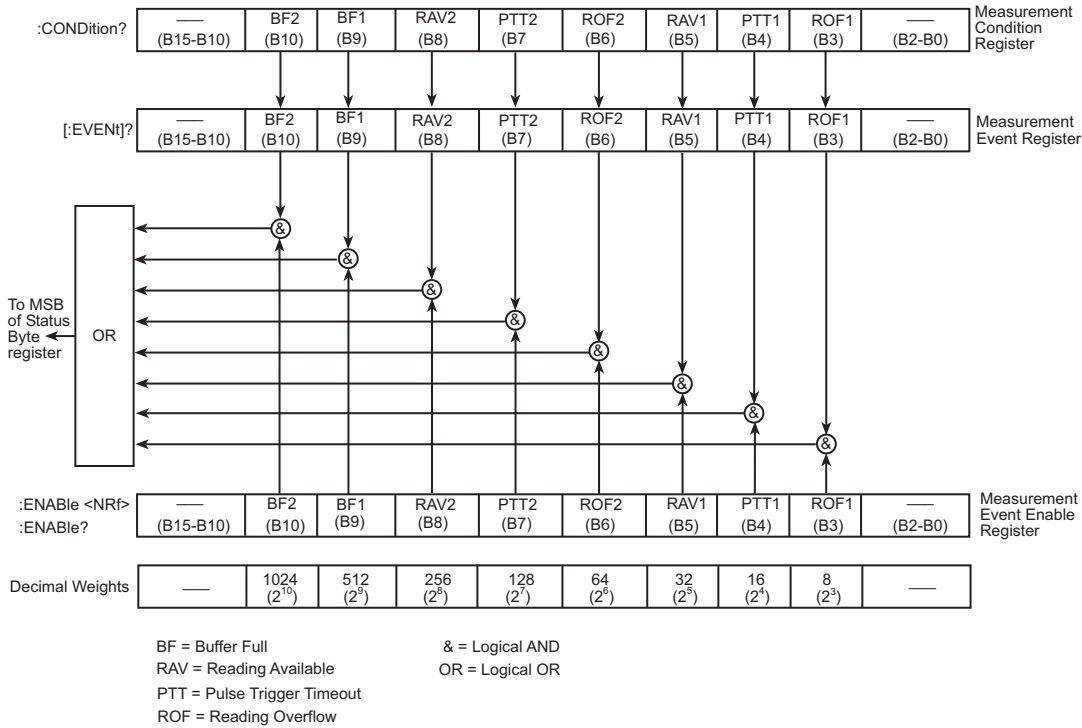 :CONDition?
—— BF2 BF1 RAV2 PTT2 ROF2 RAV1 PTT1 ROF1 ——
(B15-B10) (B10) (B9) (B8) (B7) (B6) (B5) (B4) (B3) (B2-B0)
Measurement
Condition
Register
[:EVENt]?
—— BF2 BF1 RAV2 PTT2 ROF2 RAV1 PTT1 ROF1 ——
(B15-B10) (B10) (B9) (B8) (B7) (B6) (B5) (B4) (B3) (B2-B0)
Measurement
Event Register
&
&
&
&
&
&
&
&
To MSB
of Status
Byte
register
OR
:ENABle <NRf>
:ENABle?
—— BF2 BF1 RAV2 PTT2 ROF2 RAV1 PTT1 ROF1 ——
(B15-B10) (B10) (B9) (B8) (B7) (B6) (B5) (B4) (B3) (B2-B0)
Measurement
Event Enable
Register
Decimal Weights
—— 1024 512 256 128 64 32 16 8 ——
(2¹⁰) (2⁹) (2⁸) (2⁷) (2⁶) (2⁵) (2⁴) (2³)
BF = Buffer Full
RAV = Reading Available
PTT = Pulse Trigger Timeout
ROF = Reading Overflow
& = Logical AND
OR = Logical OR